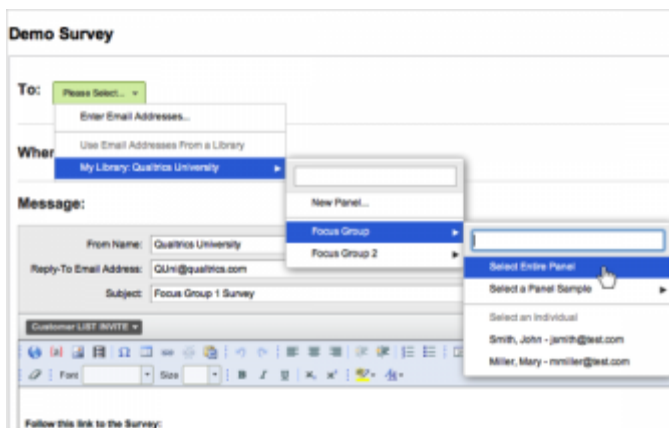 Demo Survey
To: Please Select...
Enter Email Addresses...
Use Email Addresses From a Library
When
My Library: Qualtrics University
New Panel...
Message:
Focus Group
Focus Group 2
Select Entire Panel
Select a Panel Sample
Select an Individual
Smith, John - jsmith@test.com
Miller, Mary - mmiller@test.com
From Name: Qualtrics University
Reply-To Email Address: QUni@qualtrics.com
Subject: Focus Group 1 Survey
Customer LIST INVITE
Font Size B I U x, x'
Follow this link to the Survey: